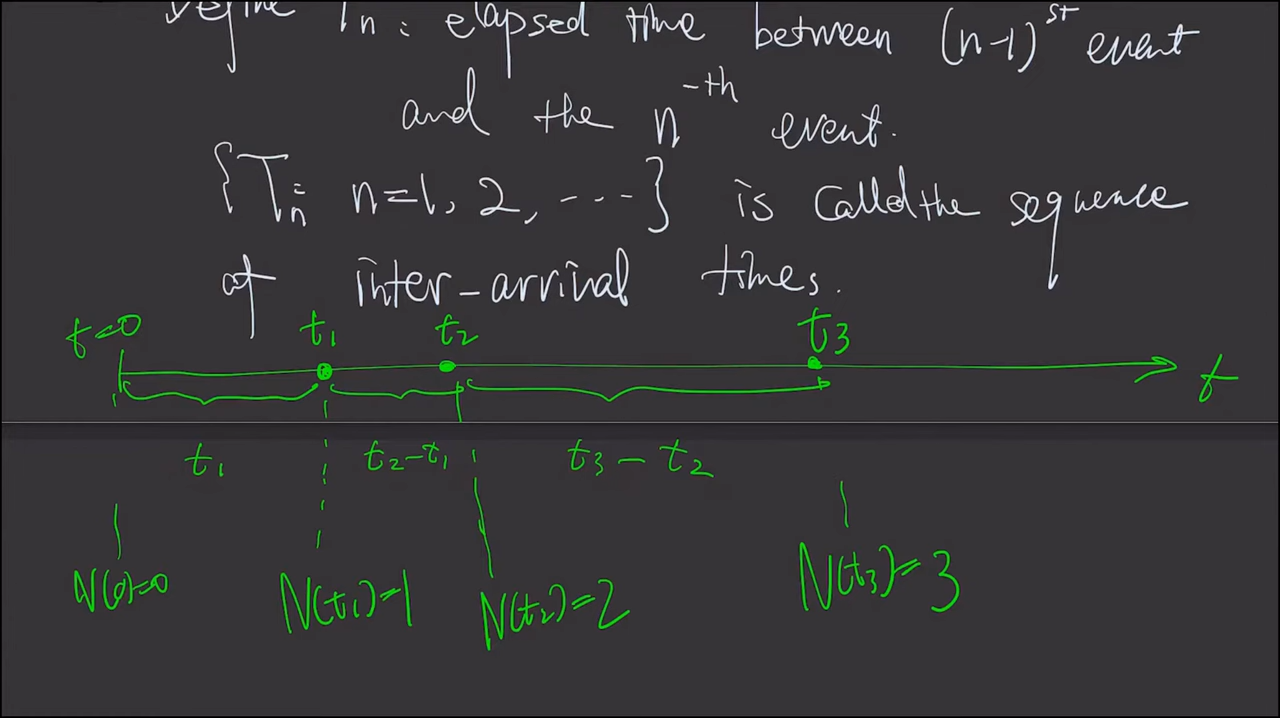 Define Tn: elapsed time between (n-1)^st event
and the n^-th event.
{Tn: n=1, 2, ...} is called the sequence
of inter-arrival times.
t=0 t1 t2 t3
t
t1 t2-t1 t3-t2
N(0)=0 N(t1)=1 N(t2)=2 N(t3)=3